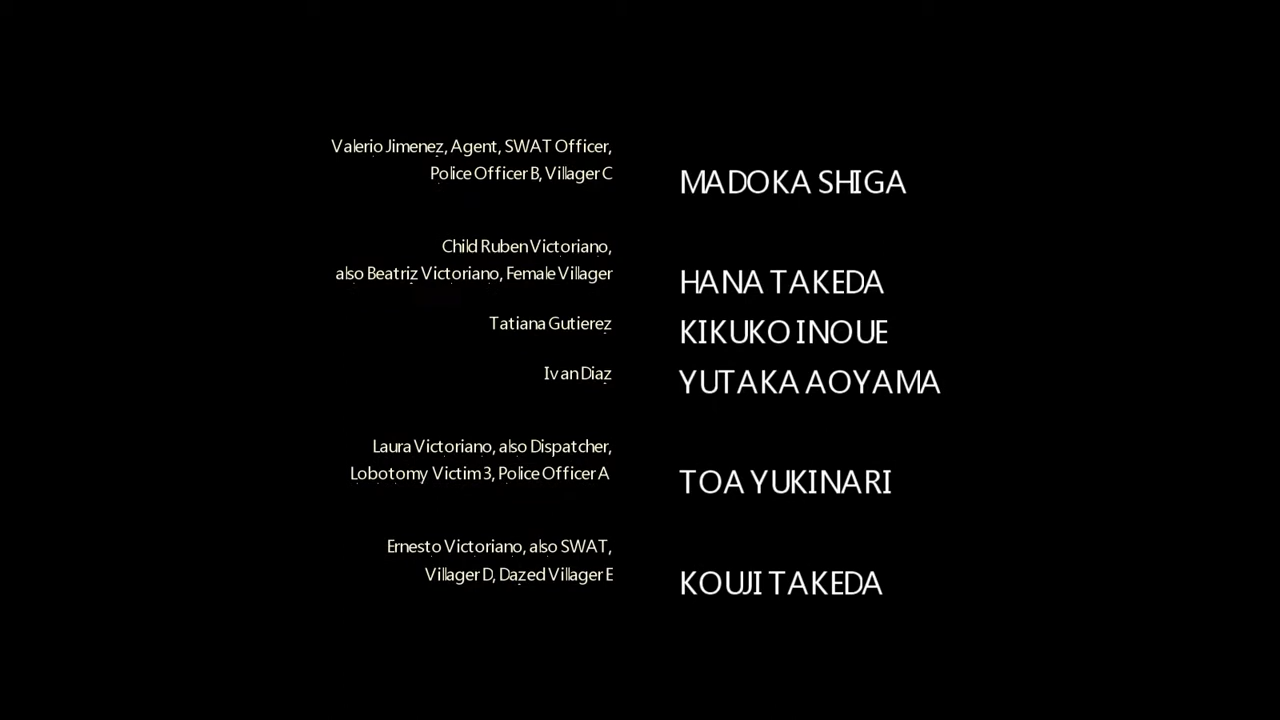 Valerio Jimenez, Agent, SWAT Officer,
Police Officer B, Villager C
MADOKA SHIGA
Child Ruben Victoriano,
also Beatriz Victoriano, Female Villager
HANA TAKEDA
Tatiana Gutierez
KIKUKO INOUE
Ivan Diaz
YUTAKA AOYAMA
Laura Victoriano, also Dispatcher,
Lobotomy Victim 3, Police Officer A
TOA YUKINARI
Ernesto Victoriano, also SWAT,
Villager D, Dazed Villager E
KOUJI TAKEDA